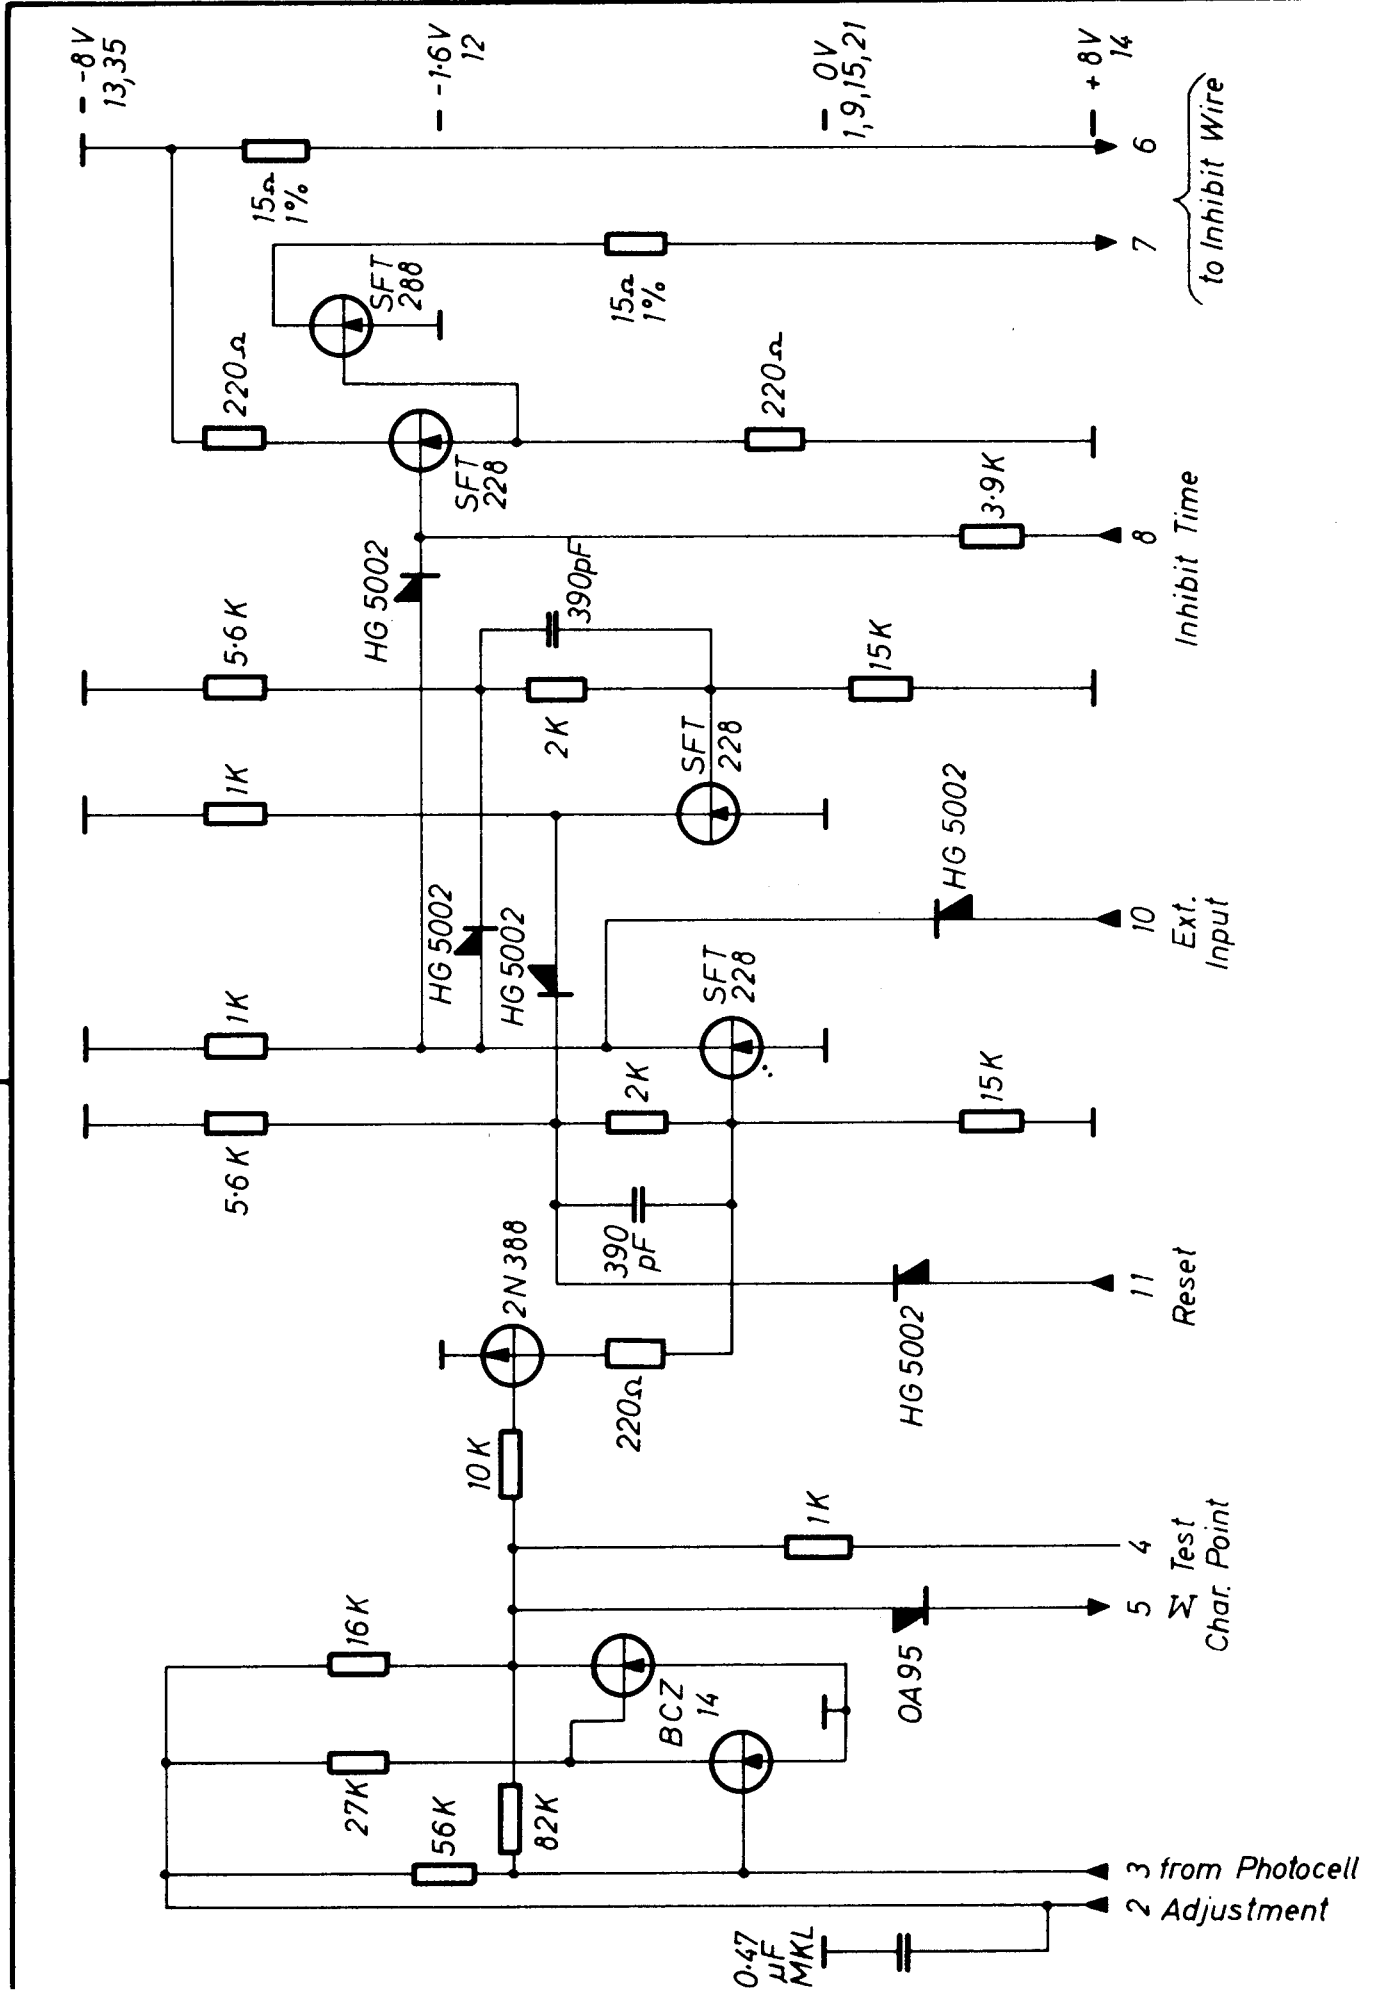 - -8V
13,35
- -1·6V
12
- 0V
1,9,15,21
- +8V
14
15Ω
1%
6
15Ω
1%
7
to Inhibit Wire
SFT
288
220Ω
SFT
228
220Ω
3·9K
8
Inhibit Time
HG 5002
390pF
5·6K
2K
15K
1K
SFT
228
HG 5002
HG 5002
HG 5002
10
Ext.
Input
1K
SFT
228
5·6K
2K
15K
390
pF
HG 5002
11
Reset
2N388
220Ω
10K
1K
4
Test
Point
5
Σ
Char.
OA95
16K
BCZ
14
27K
56K
82K
3 from Photocell
2 Adjustment
0·47
μF
MKL